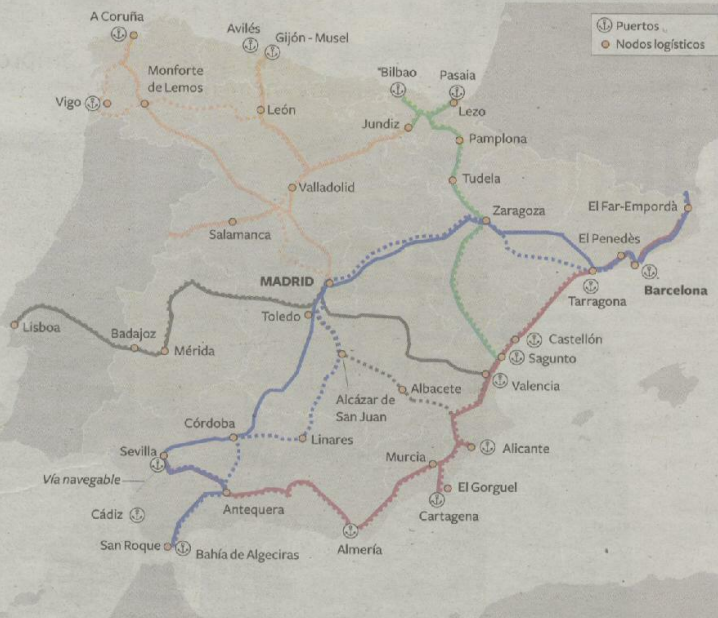 A Coruña
Avilés
Gijón - Musel
Puertos
Nodos logísticos
Bilbao
Pasaia
Monforte
de Lemos
Vigo
León
Lezo
Jundiz
Pamplona
Tudela
Valladolid
Zaragoza
El Far-Empordà
Salamanca
El Penedès
MADRID
Barcelona
Tarragona
Toledo
Lisboa
Badajoz
Mérida
Castellón
Sagunto
Valencia
Albacete
Alcázar de
San Juan
Córdoba
Linares
Sevilla
Murcia
Alicante
Vía navegable
El Gorguel
Antequera
Cartagena
Cádiz
San Roque
Bahía de Algeciras
Almería